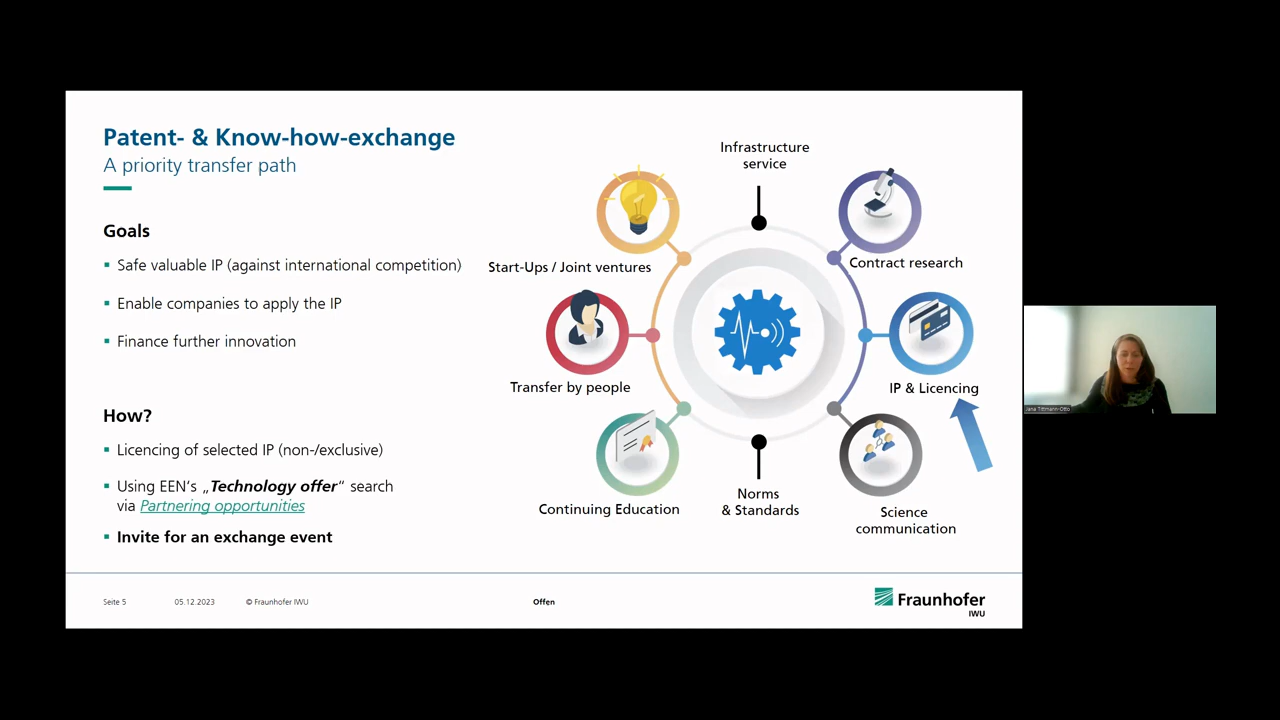 Patent- & Know-how-exchange
A priority transfer path
Goals
▪ Safe valuable IP (against international competition)
▪ Enable companies to apply the IP
▪ Finance further innovation
How?
▪ Licencing of selected IP (non-/exclusive)
▪ Using EEN‘s „Technology offer“ search
via Partnering opportunities
▪ Invite for an exchange event
Infrastructure
service
Start-Ups / Joint ventures
Contract research
Transfer by people
IP & Licencing
Continuing Education
Norms
& Standards
Science
communication
Seite 5
05.12.2023
© Fraunhofer IWU
Offen
Fraunhofer
IWU
Jana Tittmann-Otto